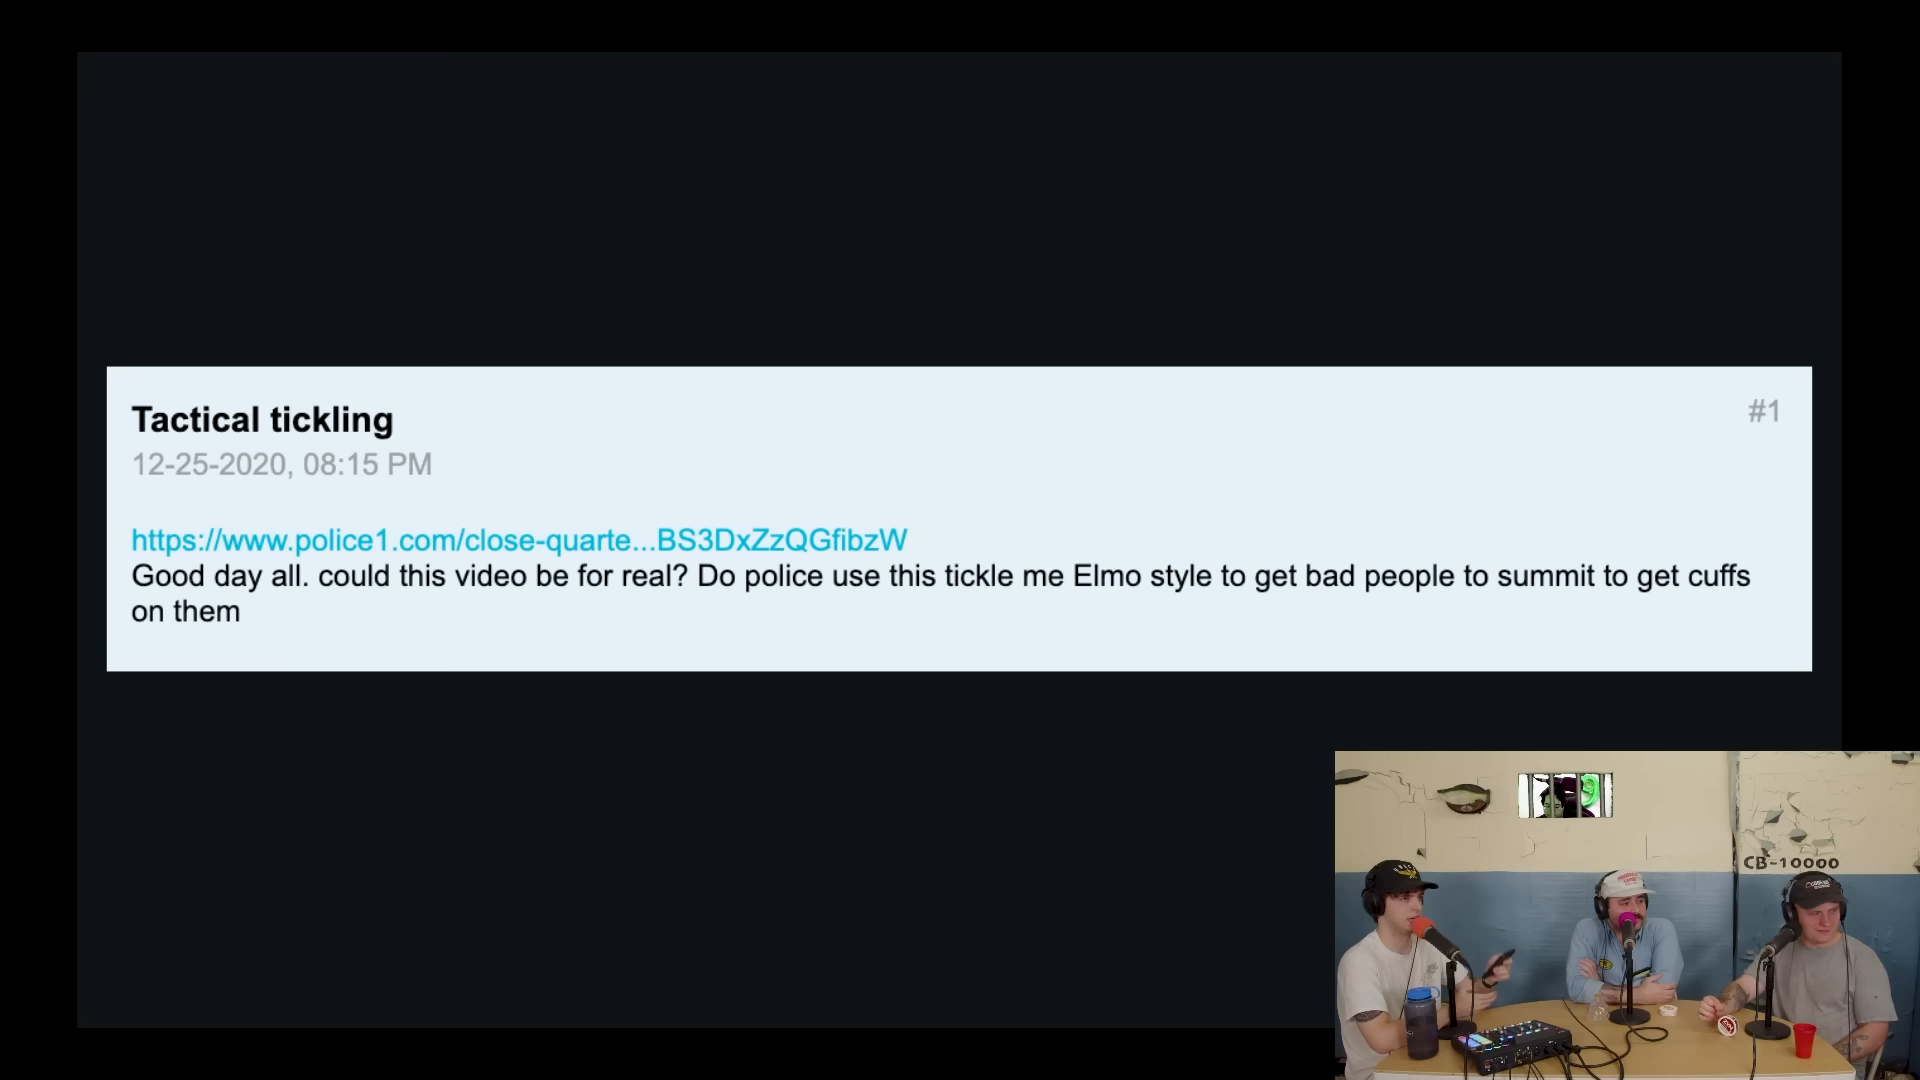 Tactical tickling
#1
12-25-2020, 08:15 PM
https://www.police1.com/close-quarte...BS3DxZzQGfibzW
Good day all. could this video be for real? Do police use this tickle me Elmo style to get bad people to summit to get cuffs
on them
CB-10000